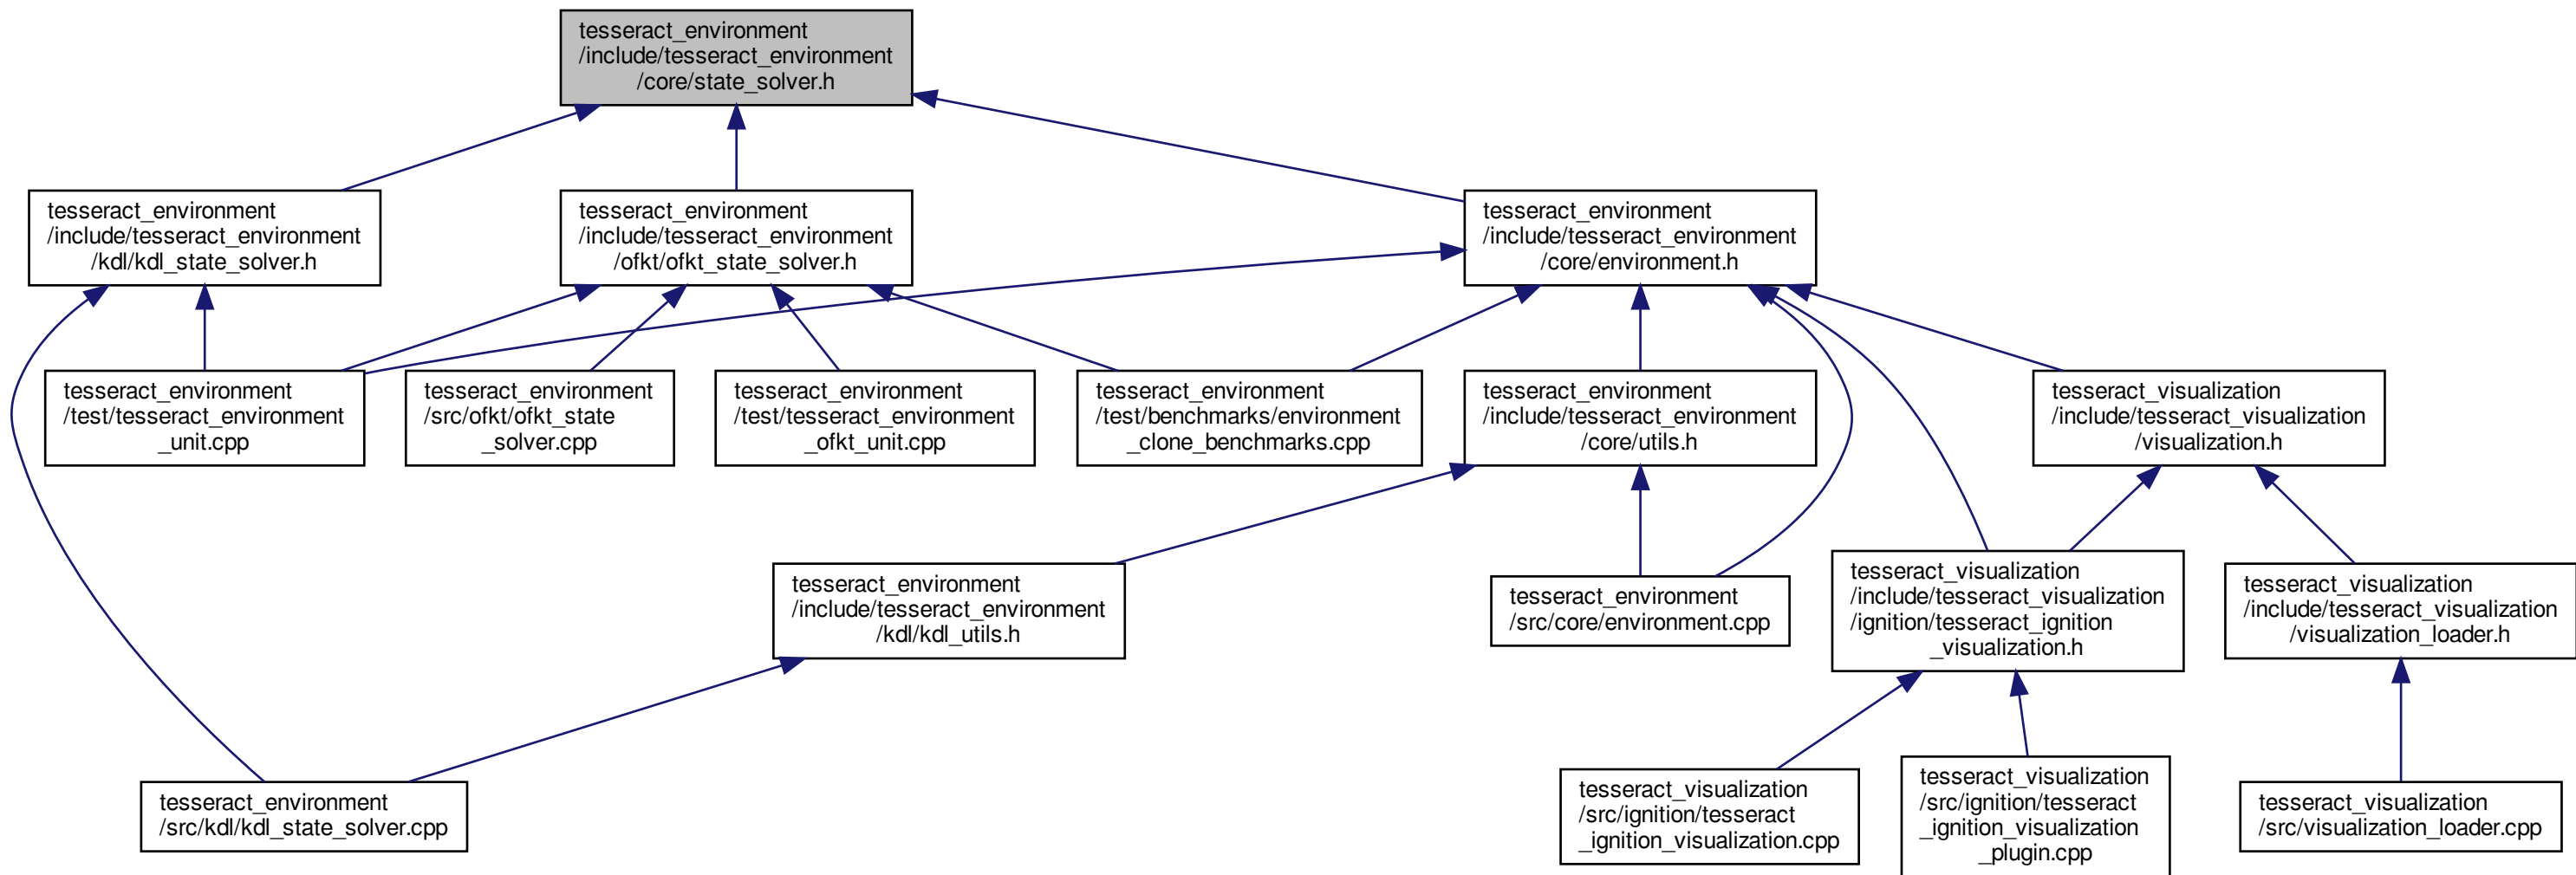 tesseract_environment
/include/tesseract_environment
/core/state_solver.h
tesseract_environment
/include/tesseract_environment
/kdl/kdl_state_solver.h
tesseract_environment
/include/tesseract_environment
/ofkt/ofkt_state_solver.h
tesseract_environment
/include/tesseract_environment
/core/environment.h
tesseract_environment
/test/tesseract_environment
_unit.cpp
tesseract_environment
/src/ofkt/ofkt_state
_solver.cpp
tesseract_environment
/test/tesseract_environment
_ofkt_unit.cpp
tesseract_environment
/test/benchmarks/environment
_clone_benchmarks.cpp
tesseract_environment
/include/tesseract_environment
/core/utils.h
tesseract_visualization
/include/tesseract_visualization
/visualization.h
tesseract_environment
/include/tesseract_environment
/kdl/kdl_utils.h
tesseract_environment
/src/core/environment.cpp
tesseract_visualization
/include/tesseract_visualization
/ignition/tesseract_ignition
_visualization.h
tesseract_visualization
/include/tesseract_visualization
/visualization_loader.h
tesseract_environment
/src/kdl/kdl_state_solver.cpp
tesseract_visualization
/src/ignition/tesseract
_ignition_visualization.cpp
tesseract_visualization
/src/ignition/tesseract
_ignition_visualization
_plugin.cpp
tesseract_visualization
/src/visualization_loader.cpp